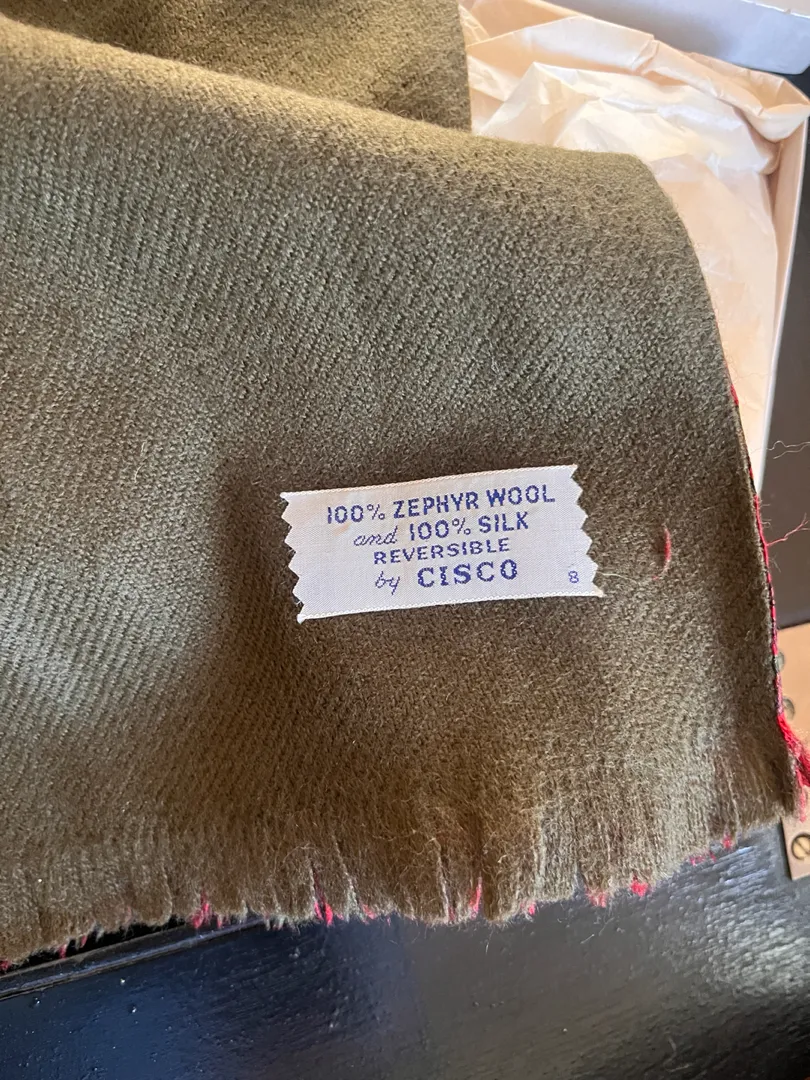 100% ZEPHYR WOOL
and 100% SILK
REVERSIBLE
by CISCO
8